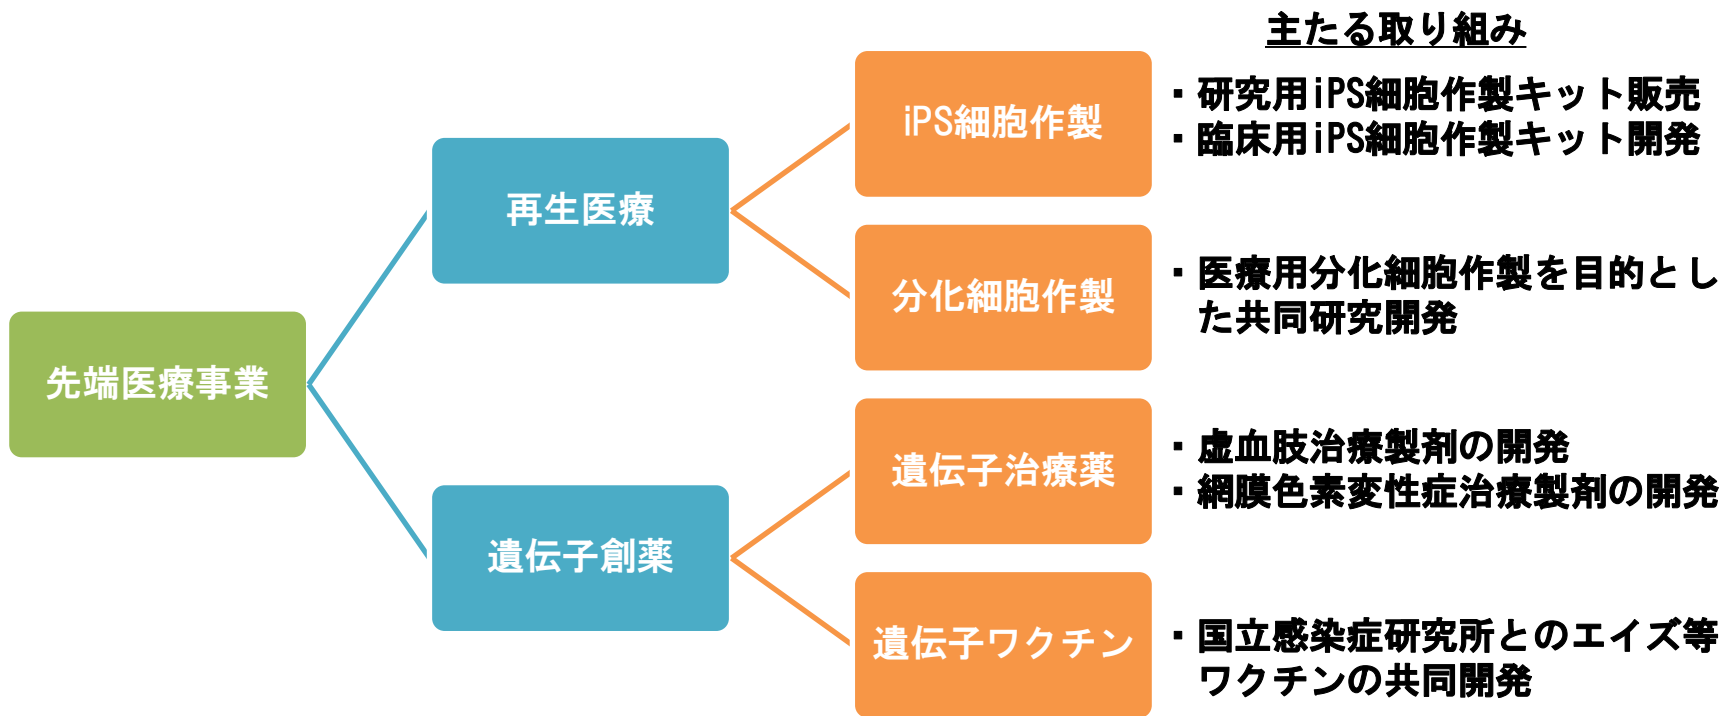 主たる取り組み
iPS細胞作製
・研究用iPS細胞作製キット販売
・臨床用iPS細胞作製キット開発
再生医療
分化細胞作製
・医療用分化細胞作製を目的とし
た共同研究開発
先端医療事業
遺伝子治療薬
・虚血肢治療製剤の開発
・網膜色素変性症治療製剤の開発
遺伝子創薬
遺伝子ワクチン
・国立感染症研究所とのエイズ等
ワクチンの共同開発